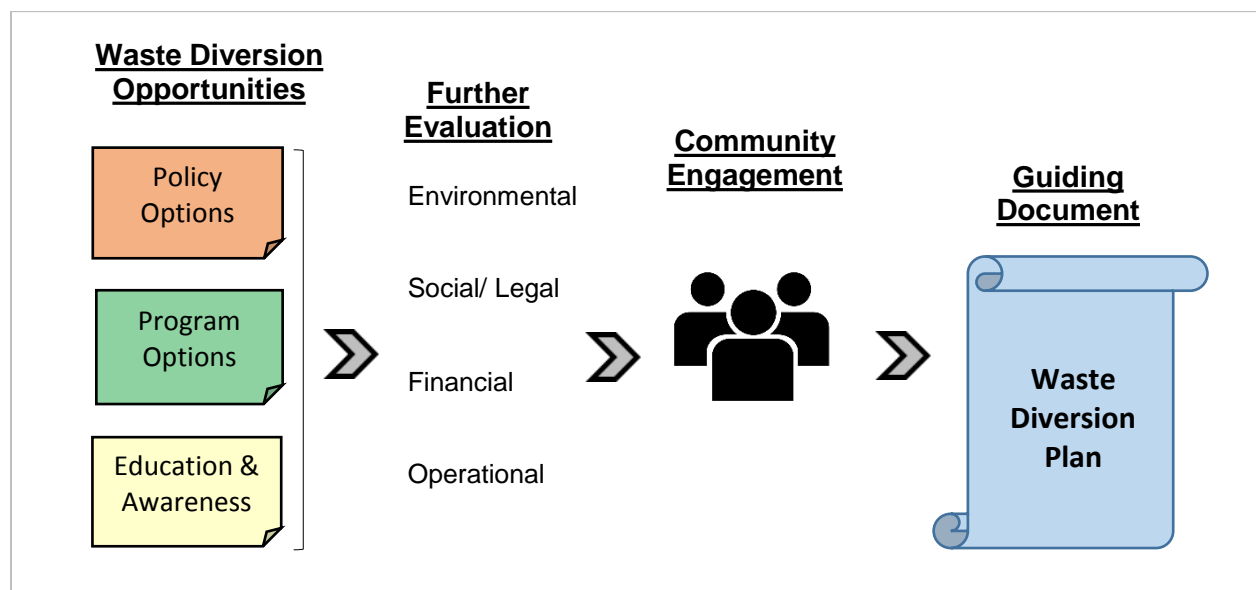 Waste Diversion
Opportunities
Policy
Options
Program
Options
Education &
Awareness
Further
Evaluation
Environmental
Social/ Legal
Financial
Operational
Community
Engagement
Guiding
Document
Waste
Diversion
Plan